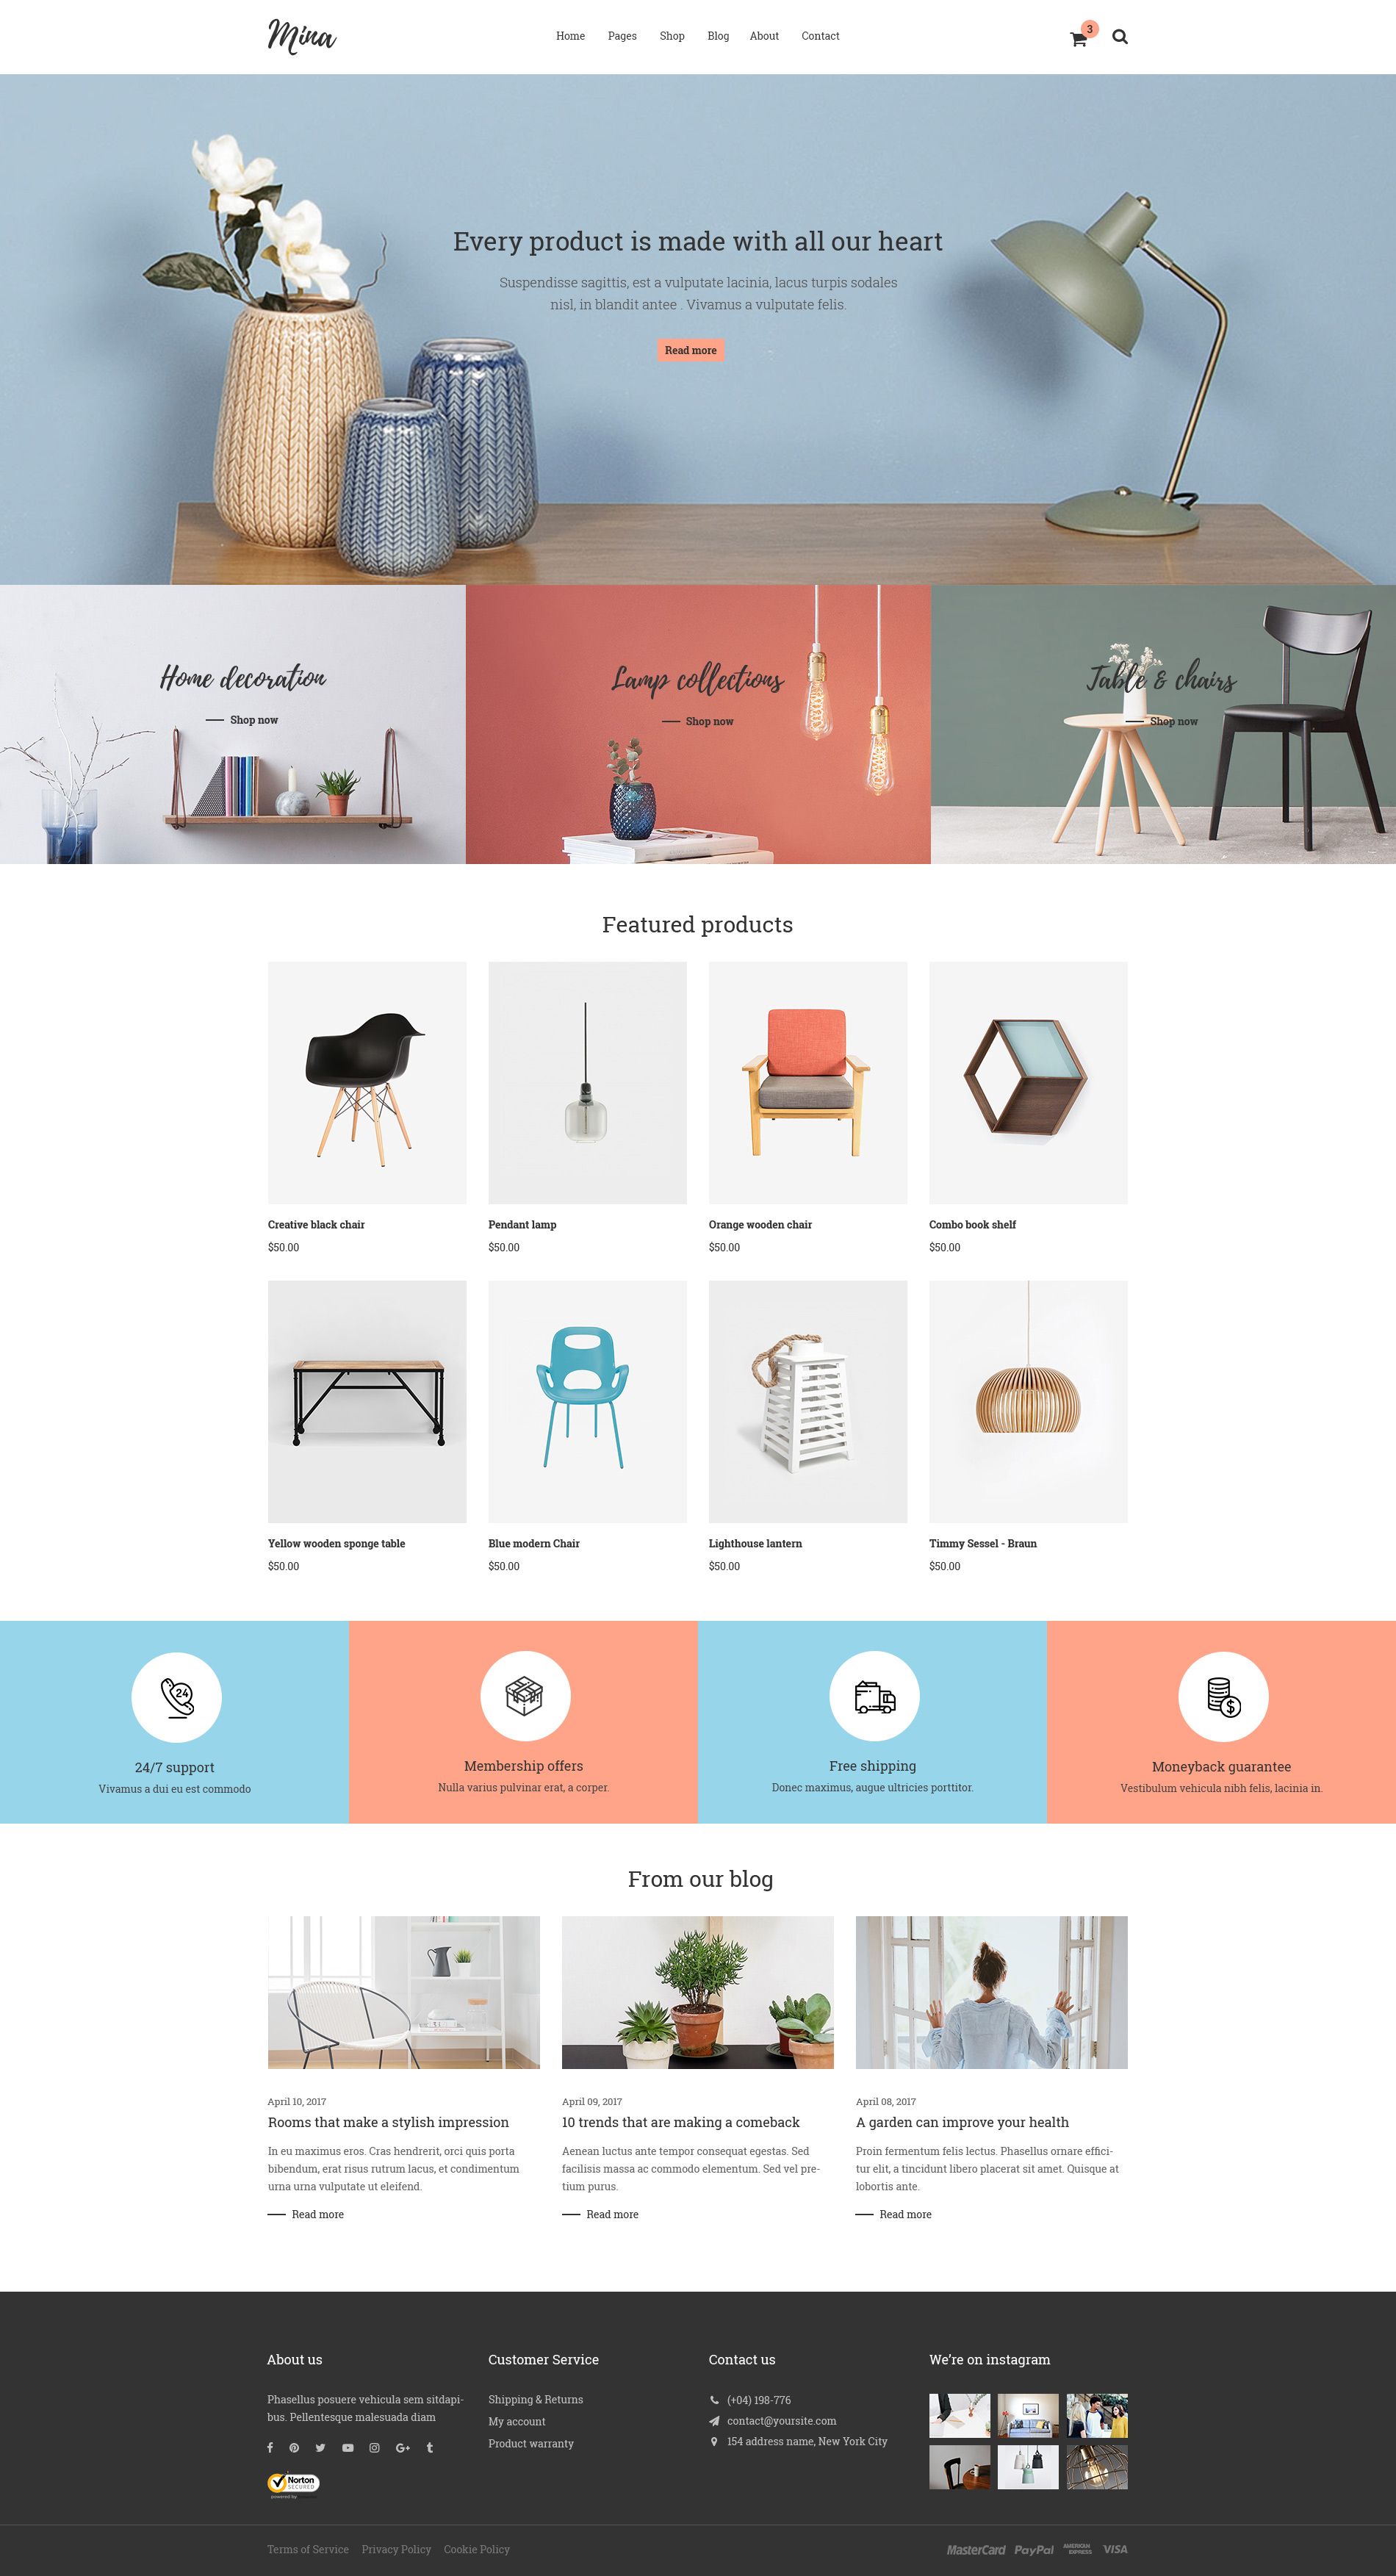 Mina
Home Pages Shop Blog About Contact
3
Every product is made with all our heart
Suspendisse sagittis, est a vulputate lacinia, lacus turpis sodales
nisl, in blandit antee . Vivamus a vulputate felis.
Read more
Home decoration
Shop now
Lamp collections
Shop now
Table & chairs
Shop now
Featured products
Creative black chair
$50.00
Pendant lamp
$50.00
Orange wooden chair
$50.00
Combo book shelf
$50.00
Yellow wooden sponge table
$50.00
Blue modern Chair
$50.00
Lighthouse lantern
$50.00
Timmy Sessel - Braun
$50.00
24
24/7 support
Vivamus a dui eu est commodo
Membership offers
Nulla varius pulvinar erat, a corper.
Free shipping
Donec maximus, augue ultricies porttitor.
$
Moneyback guarantee
Vestibulum vehicula nibh felis, lacinia in.
From our blog
April 10, 2017
Rooms that make a stylish impression
In eu maximus eros. Cras hendrerit, orci quis porta
bibendum, erat risus rutrum lacus, et condimentum
urna urna vulputate ut eleifend.
Read more
April 09, 2017
10 trends that are making a comeback
Aenean luctus ante tempor consequat egestas. Sed
facilisis massa ac commodo elementum. Sed vel pre-
tium purus.
Read more
April 08, 2017
A garden can improve your health
Proin fermentum felis lectus. Phasellus ornare effici-
tur elit, a tincidunt libero placerat sit amet. Quisque at
lobortis ante.
Read more
About us
Phasellus posuere vehicula sem sitdapi-
bus. Pellentesque malesuada diam
Norton
SECURED
powered by
Customer Service
Shipping & Returns
My account
Product warranty
Contact us
(+04) 198-776
contact@yoursite.com
154 address name, New York City
We're on instagram
Terms of Service Privacy Policy Cookie Policy
MasterCard PayPal AMERICAN EXPRESS VISA